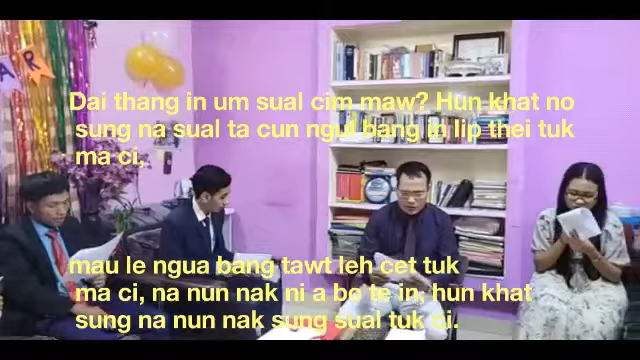 AR
Dai thang in um sual cim maw? Hun khat no
sung na sual ta cun ngul bang in lip thei tuk
ma ci,
mau le ngua bang tawt leh cet tuk
ma ci, na nun nak ni a bo te in, hun khat
sung na nun nak sung sual tuk ci.